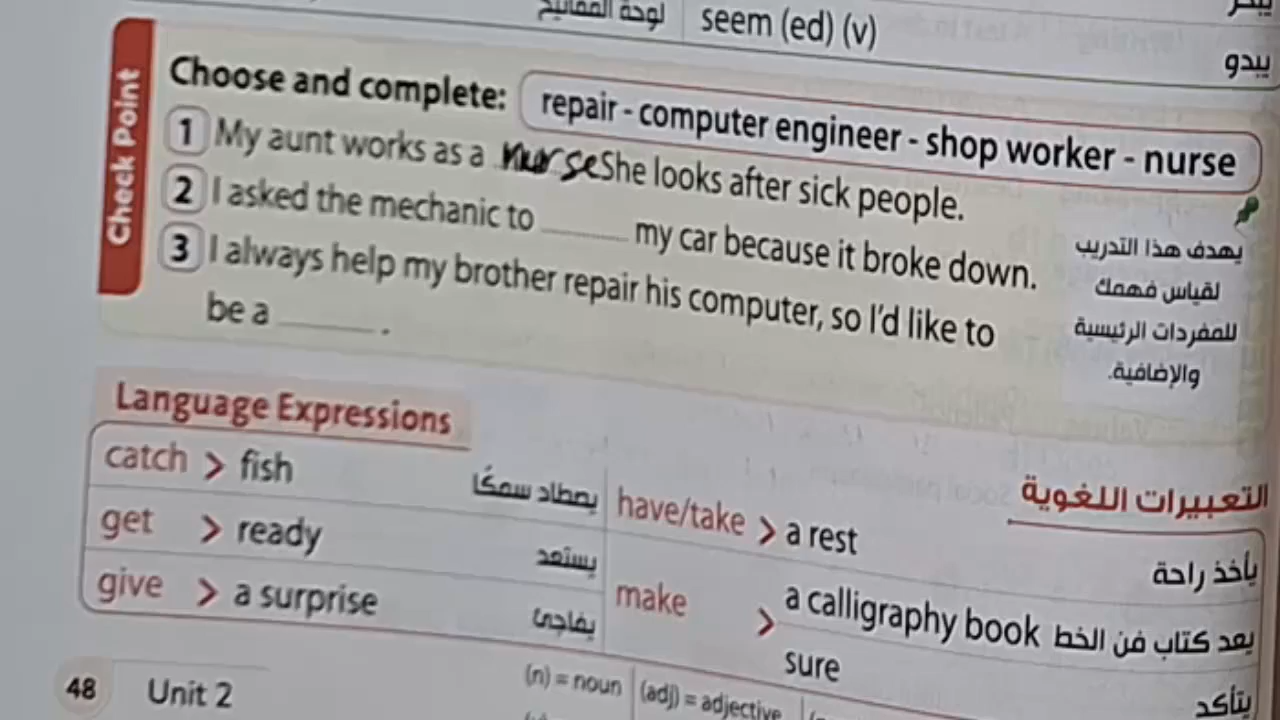 لوحة المفاتيح seem (ed) (v) يبدو
Check Point
Choose and complete: repair - computer engineer - shop worker - nurse
1 My aunt works as a nurse She looks after sick people.
2 I asked the mechanic to ........ my car because it broke down.
3 I always help my brother repair his computer, so I'd like to
be a ........ .
يهدف هذا التدريب
لقياس فهمك
للمفردات الرئيسية
والإضافية.
Language Expressions التعبيرات اللغوية
catch > fish يصطاد سمكًا have/take > a rest يأخذ راحة
get > ready يستعد make > a calligraphy book يعد كتاب فن الخط
give > a surprise يفاجئ sure يتأكد
48 Unit 2 (n) = noun (adj) = adjective